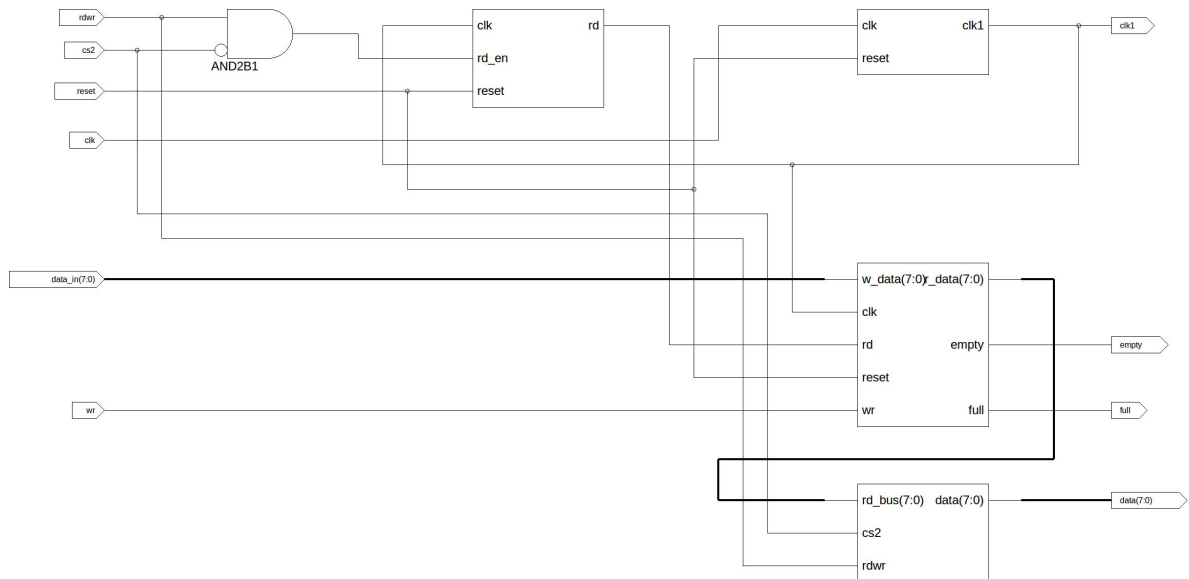 rdwr
cs2
reset
clk
AND2B1
clk rd
rd_en
reset
clk clk1
reset
clk1
data_in(7:0)
w_data(7:0) r_data(7:0)
clk
rd empty
reset
wr full
empty
full
wr
rd_bus(7:0) data(7:0)
cs2
rdwr
data(7:0)